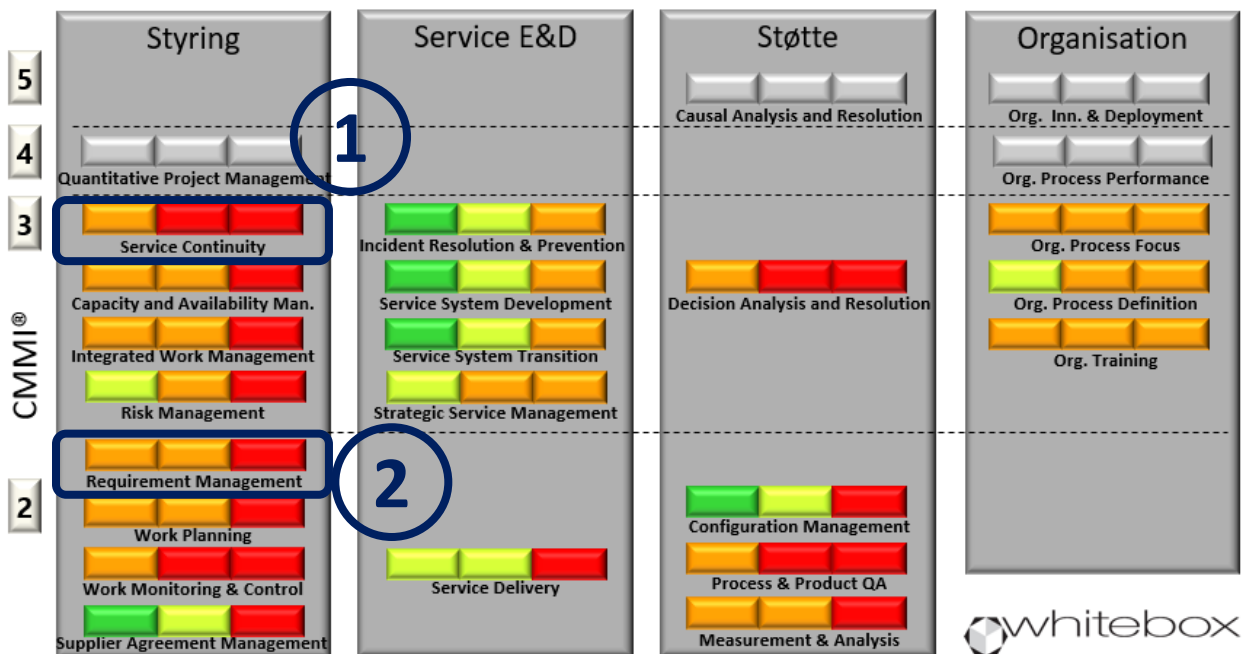 Styring
Service E&D
Støtte
Organisation
5
4
3
CMMI®
2
1
2
Quantitative Project Management
Service Continuity
Capacity and Availability Man.
Integrated Work Management
Risk Management
Requirement Management
Work Planning
Work Monitoring & Control
Supplier Agreement Management
Incident Resolution & Prevention
Service System Development
Service System Transition
Strategic Service Management
Service Delivery
Causal Analysis and Resolution
Decision Analysis and Resolution
Configuration Management
Process & Product QA
Measurement & Analysis
Org. Inn. & Deployment
Org. Process Performance
Org. Process Focus
Org. Process Definition
Org. Training
whitebox